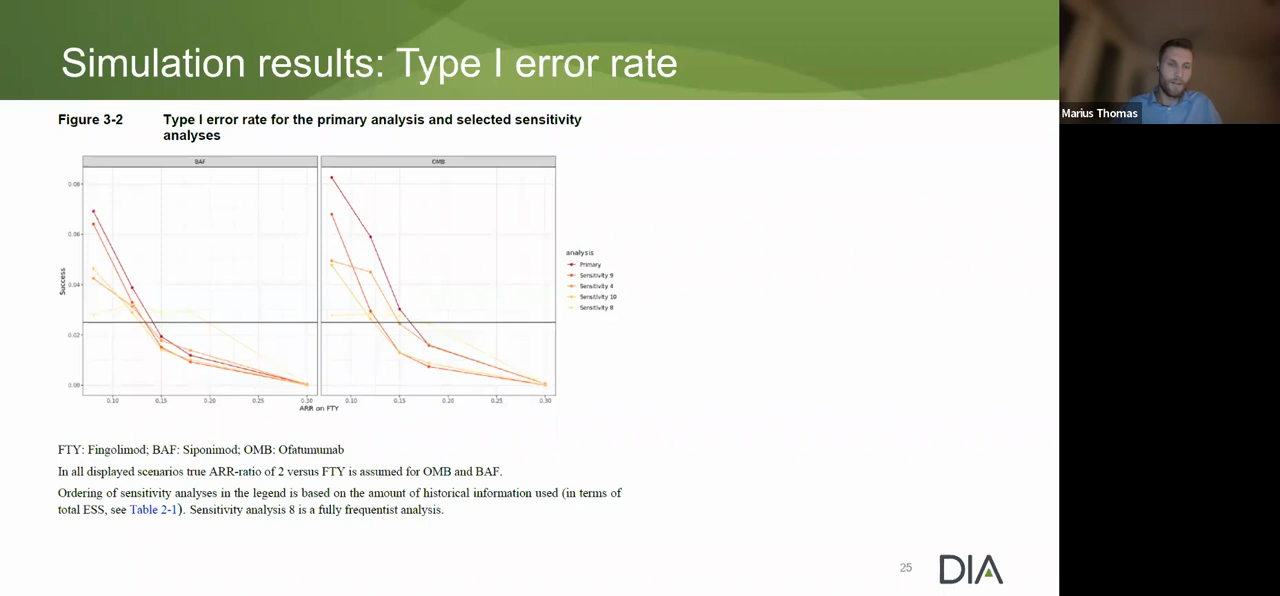 Simulation results: Type I error rate
Marius Thomas
Figure 3-2 Type I error rate for the primary analysis and selected sensitivity
analyses
BAF OMB
0.08
0.06
0.04
0.02
0.00
Success
0.10 0.15 0.20 0.25 0.30 0.10 0.15 0.20 0.25 0.30
ARR on FTY
analysis
Primary
Sensitivity 9
Sensitivity 4
Sensitivity 10
Sensitivity 8
FTY: Fingolimod; BAF: Siponimod; OMB: Ofatumumab
In all displayed scenarios true ARR-ratio of 2 versus FTY is assumed for OMB and BAF.
Ordering of sensitivity analyses in the legend is based on the amount of historical information used (in terms of
total ESS, see Table 2-1). Sensitivity analysis 8 is a fully frequentist analysis.
25 DIA